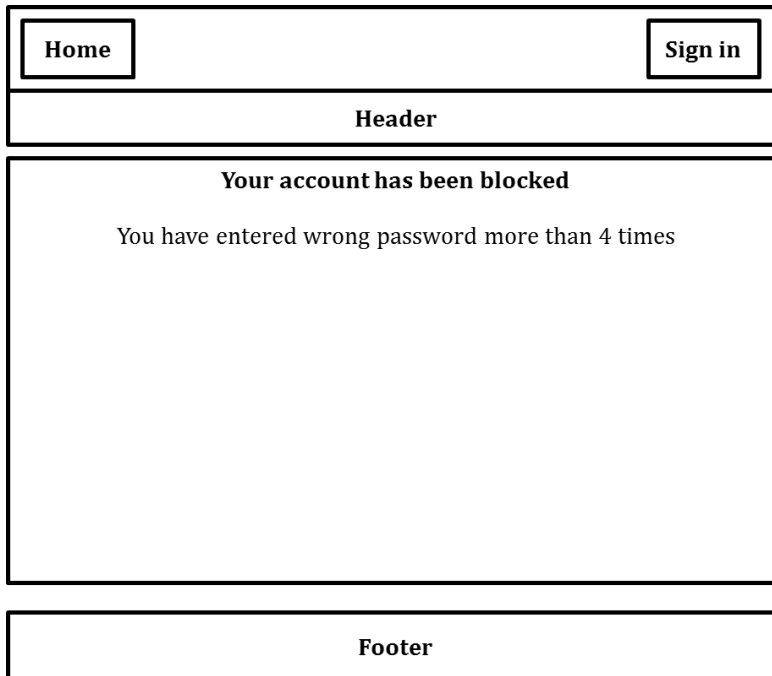 Home
Sign in
Header
Your account has been blocked
You have entered wrong password more than 4 times
Footer